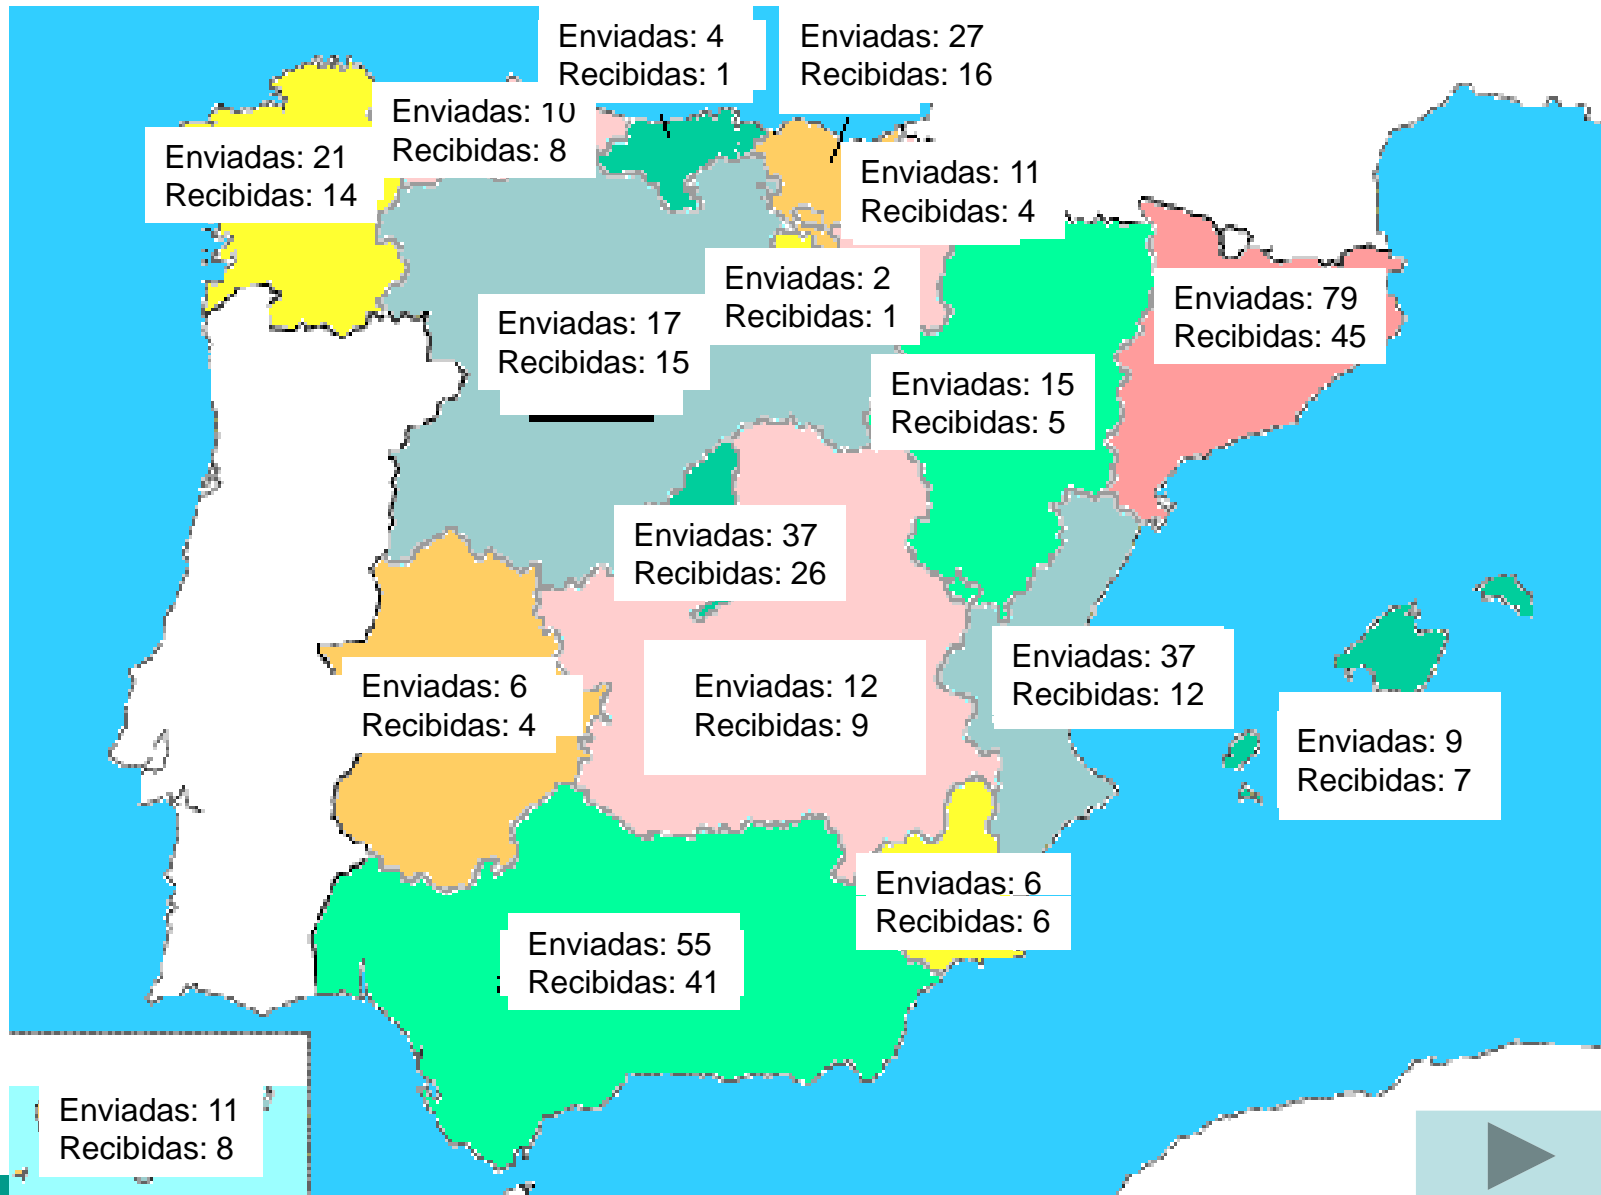 Enviadas: 4
Recibidas: 1
Enviadas: 27
Recibidas: 16
Enviadas: 10
Recibidas: 8
Enviadas: 21
Recibidas: 14
Enviadas: 11
Recibidas: 4
Enviadas: 2
Recibidas: 1
Enviadas: 79
Recibidas: 45
Enviadas: 17
Recibidas: 15
Enviadas: 15
Recibidas: 5
Enviadas: 37
Recibidas: 26
Enviadas: 37
Recibidas: 12
Enviadas: 6
Recibidas: 4
Enviadas: 12
Recibidas: 9
Enviadas: 9
Recibidas: 7
Enviadas: 6
Recibidas: 6
Enviadas: 55
Recibidas: 41
Enviadas: 11
Recibidas: 8